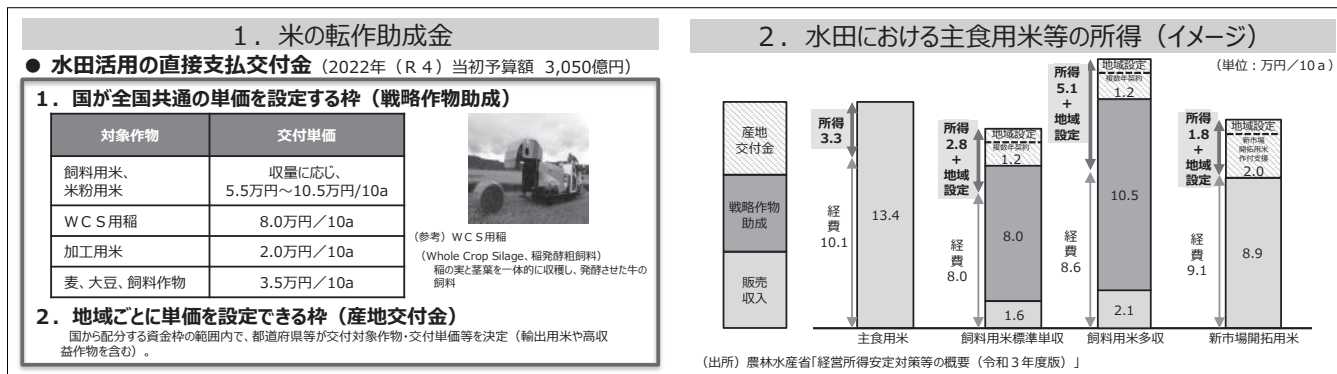 1．米の転作助成金
● 水田活用の直接支払交付金（2022年（R４）当初予算額 3,050億円）
1．国が全国共通の単価を設定する枠（戦略作物助成）
対象作物 交付単価
飼料用米、
米粉用米
収量に応じ、
5.5万円～10.5万円/10a
ＷＣＳ用稲 8.0万円／10a
加工用米 2.0万円／10a
麦、大豆、飼料作物 3.5万円／10a
（参考）ＷＣＳ用稲
（Whole Crop Silage、稲発酵粗飼料）
稲の実と茎葉を一体的に収穫し、発酵させた牛の
飼料
2．地域ごとに単価を設定できる枠（産地交付金）
国から配分する資金枠の範囲内で、都道府県等が交付対象作物・交付単価等を決定（輸出用米や高収
益作物を含む）。
2．水田における主食用米等の所得（イメージ）
（単位：万円／10ａ）
産地
交付金
戦略作物
助成
販売
収入
所得
3.3
経
費
10.1
13.4
主食用米
所得
2.8
＋
地域
設定
経
費
8.0
地域設定
複数年契約
1.2
8.0
1.6
飼料用米標準単収
所得
5.1
＋
地域
設定
経
費
8.6
地域設定
複数年契約
1.2
10.5
2.1
飼料用米多収
所得
1.8
＋
地域
設定
経
費
9.1
地域設定
新市場
開拓用米
作付支援
2.0
8.9
新市場開拓用米
（出所）農林水産省「経営所得安定対策等の概要（令和３年度版）」